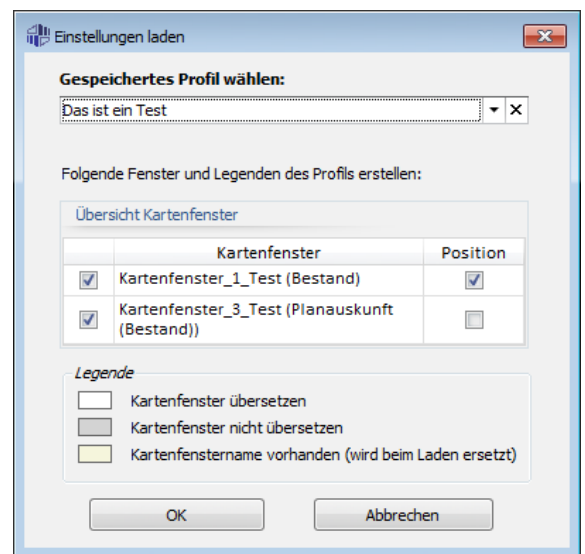 Einstellungen laden
Gespeichertes Profil wählen:
Das ist ein Test
Folgende Fenster und Legenden des Profils erstellen:
Übersicht Kartenfenster
Kartenfenster Position
Kartenfenster_1_Test (Bestand)
Kartenfenster_3_Test (Planauskunft
(Bestand))
Legende
Kartenfenster übersetzen
Kartenfenster nicht übersetzen
Kartenfenstername vorhanden (wird beim Laden ersetzt)
OK Abbrechen